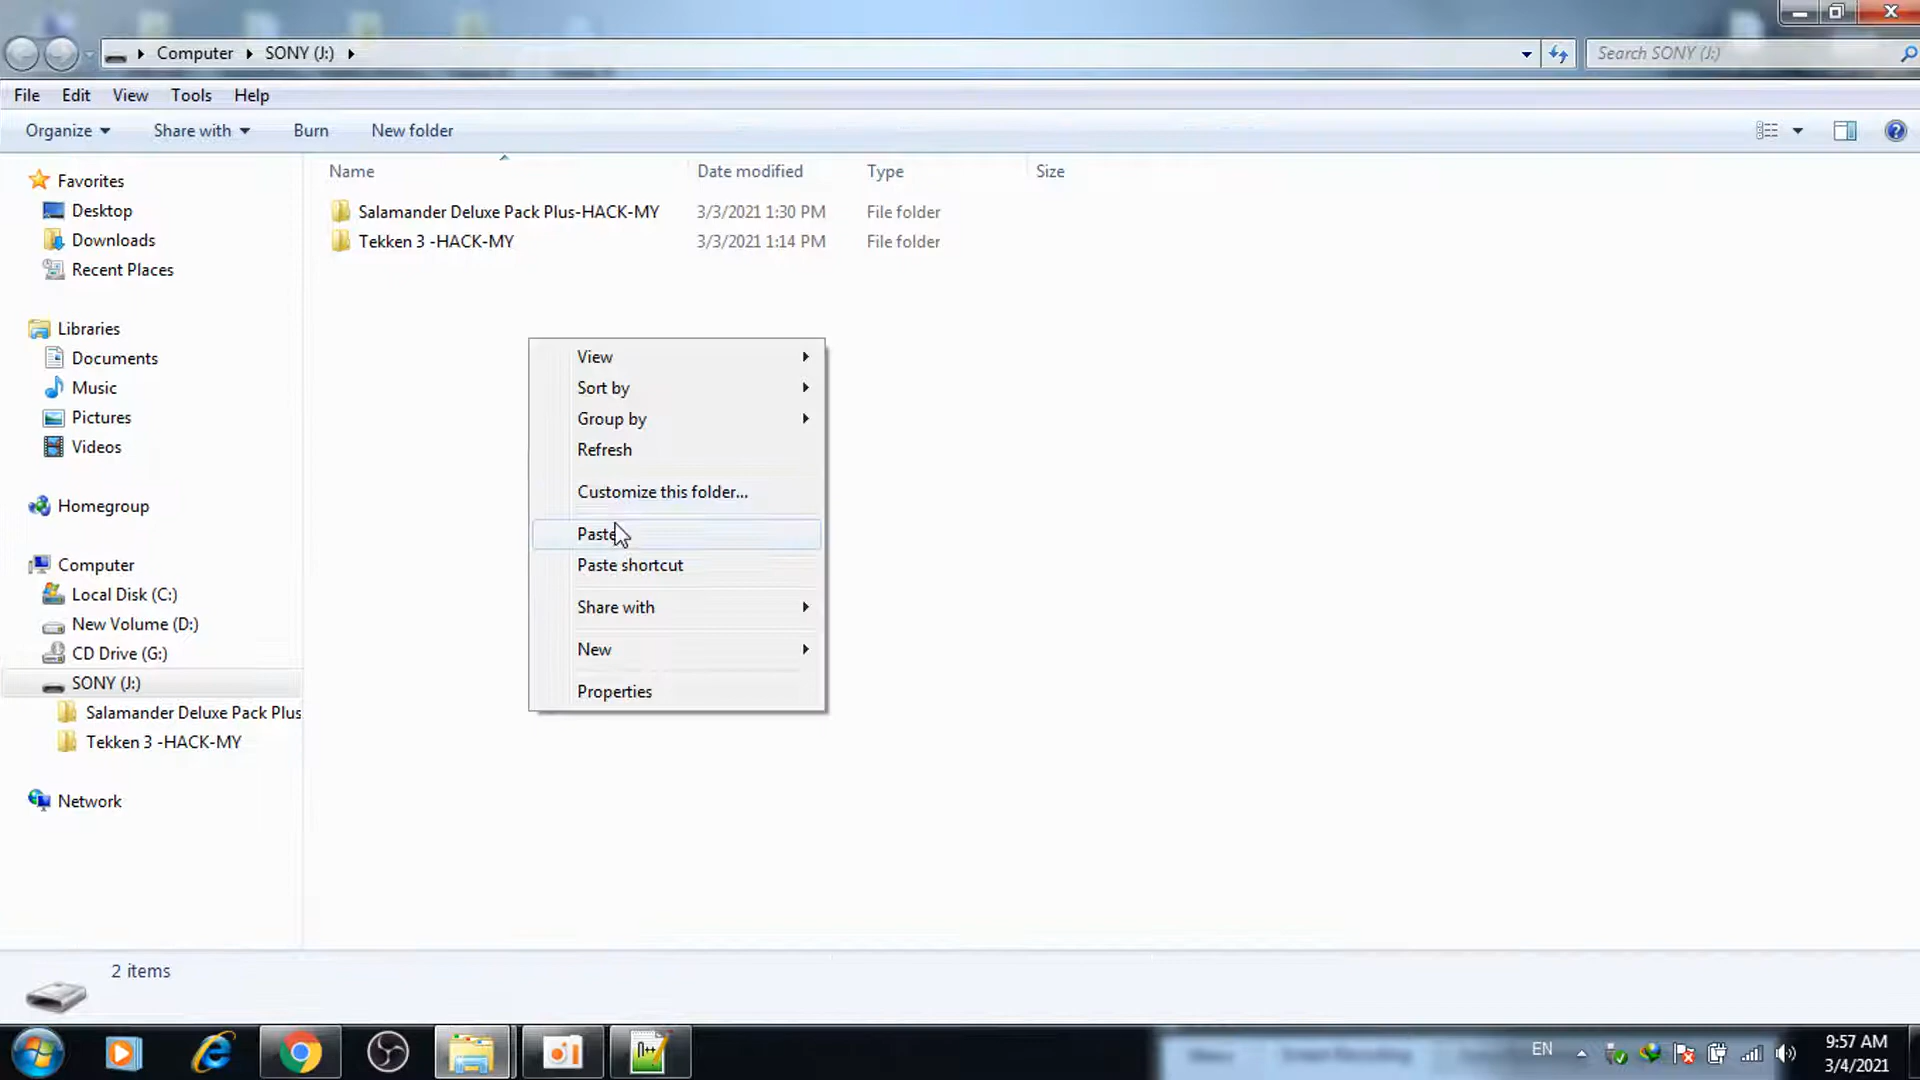 Computer SONY (J:)
Search SONY (J:)
File Edit View Tools Help
Organize Share with Burn New folder
Name Date modified Type Size
Salamander Deluxe Pack Plus-HACK-MY 3/3/2021 1:30 PM File folder
Tekken 3 -HACK-MY 3/3/2021 1:14 PM File folder
Favorites
Desktop
Downloads
Recent Places
Libraries
Documents
Music
Pictures
Videos
Homegroup
Computer
Local Disk (C:)
New Volume (D:)
CD Drive (G:)
SONY (J:)
Salamander Deluxe Pack Plus
Tekken 3 -HACK-MY
Network
View
Sort by
Group by
Refresh
Customize this folder...
Paste
Paste shortcut
Share with
New
Properties
2 items
EN
9:57 AM
3/4/2021